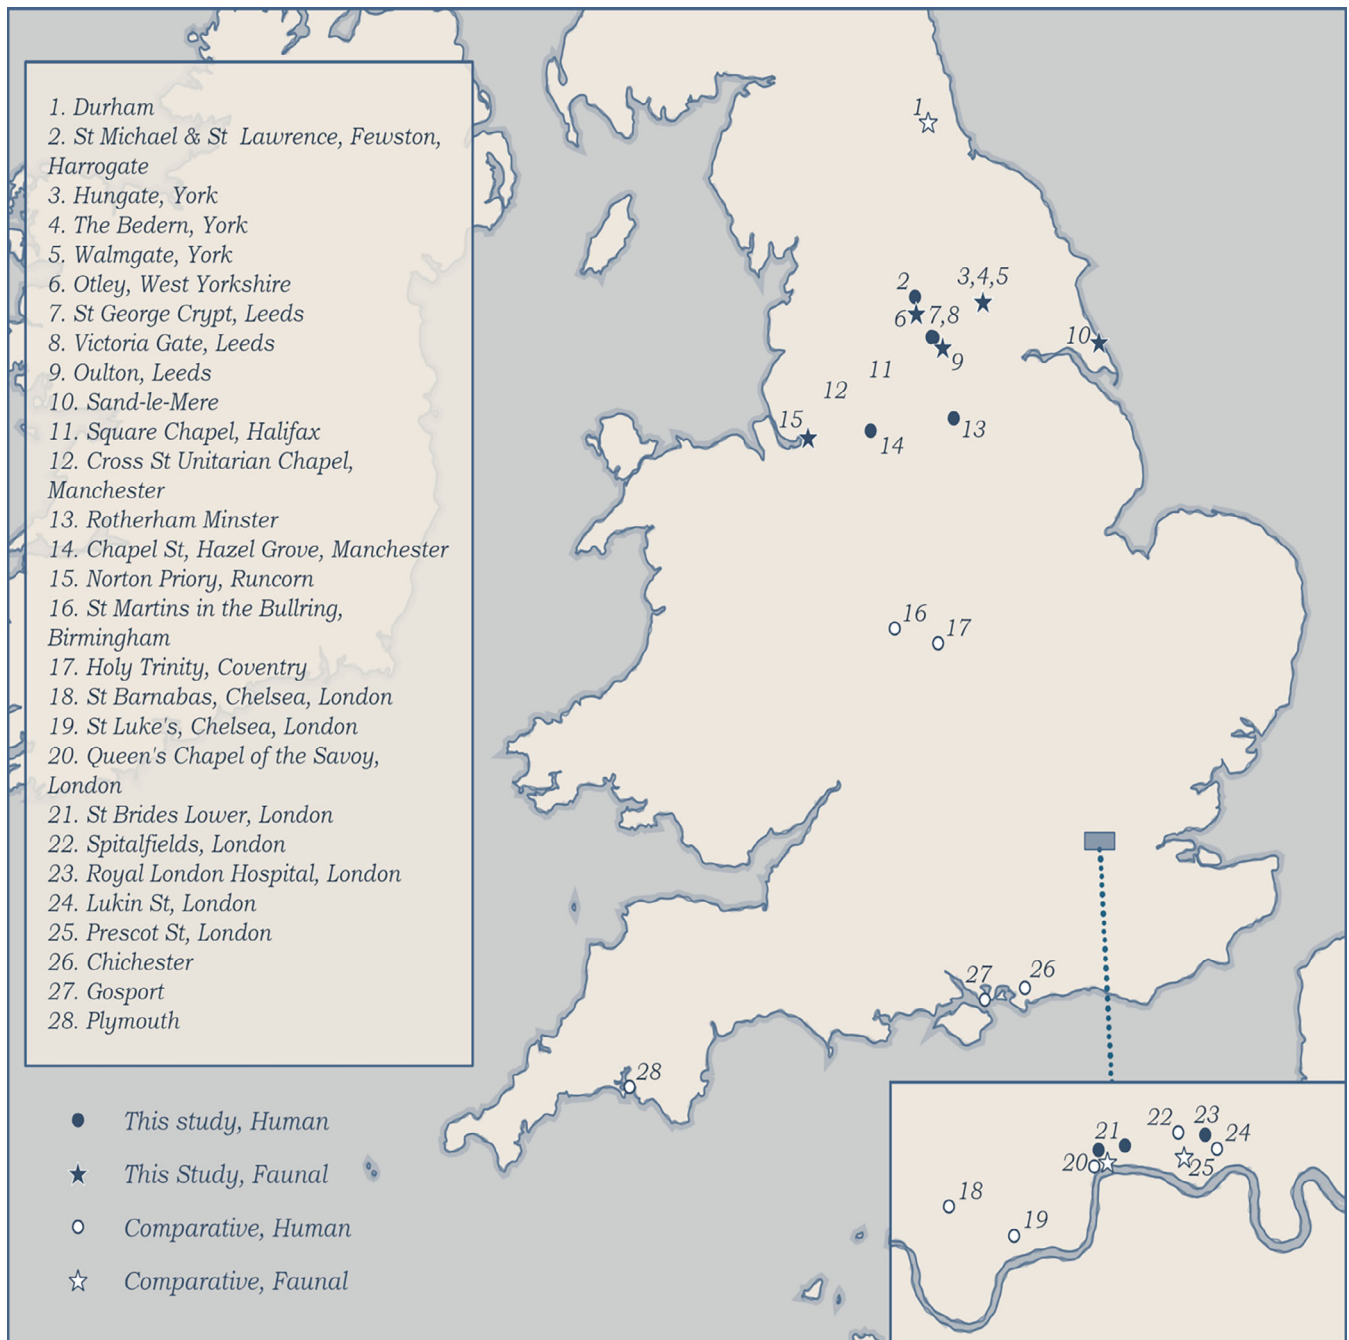 1. Durham
2. St Michael & St Lawrence, Fewston,
Harrogate
3. Hungate, York
4. The Bedern, York
5. Walmgate, York
6. Otley, West Yorkshire
7. St George Crypt, Leeds
8. Victoria Gate, Leeds
9. Oulton, Leeds
10. Sand-le-Mere
11. Square Chapel, Halifax
12. Cross St Unitarian Chapel,
Manchester
13. Rotherham Minster
14. Chapel St, Hazel Grove, Manchester
15. Norton Priory, Runcorn
16. St Martins in the Bullring,
Birmingham
17. Holy Trinity, Coventry
18. St Barnabas, Chelsea, London
19. St Luke's, Chelsea, London
20. Queen's Chapel of the Savoy,
London
21. St Brides Lower, London
22. Spitalfields, London
23. Royal London Hospital, London
24. Lukin St, London
25. Prescot St, London
26. Chichester
27. Gosport
28. Plymouth
This study, Human
This Study, Faunal
Comparative, Human
Comparative, Faunal
1
2
3,4,5
6
7,8
10
9
11
12
15
13
14
16
17
27
26
28
22
23
21
24
20
25
18
19